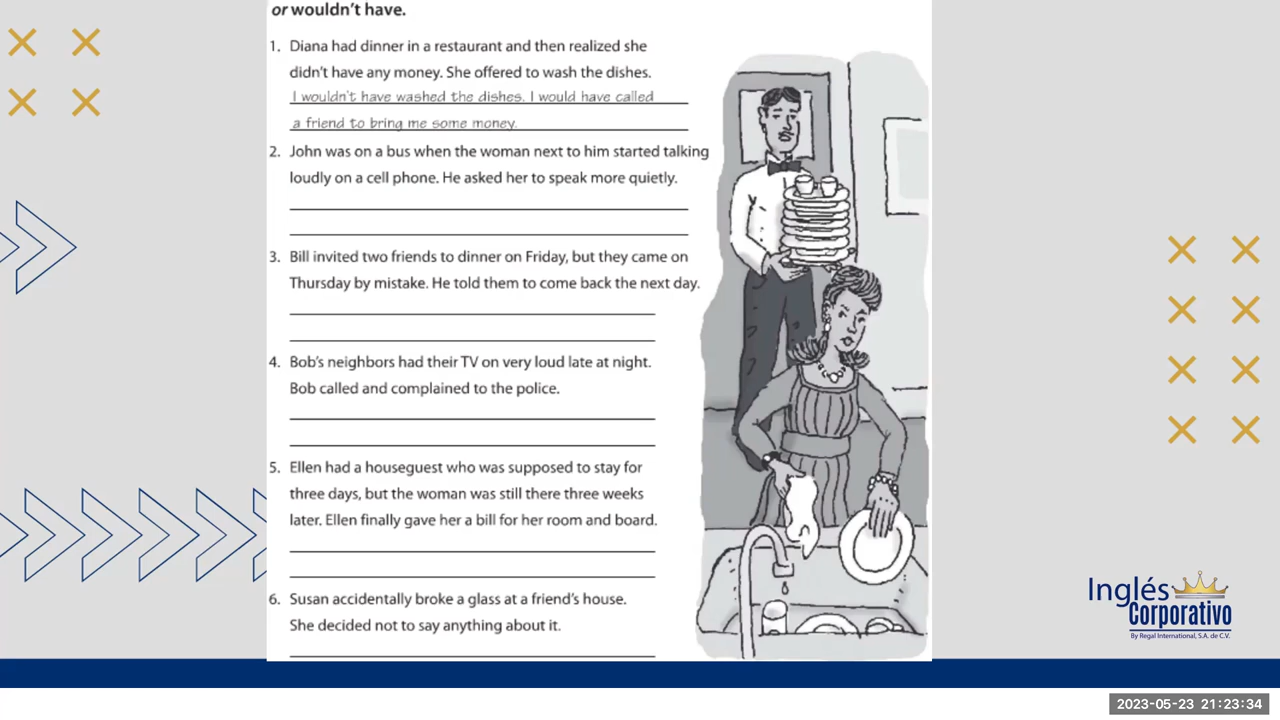 or wouldn't have.
1. Diana had dinner in a restaurant and then realized she
didn't have any money. She offered to wash the dishes.
I wouldn't have washed the dishes. I would have called
a friend to bring me some money.
2. John was on a bus when the woman next to him started talking
loudly on a cell phone. He asked her to speak more quietly.
3. Bill invited two friends to dinner on Friday, but they came on
Thursday by mistake. He told them to come back the next day.
4. Bob's neighbors had their TV on very loud late at night.
Bob called and complained to the police.
5. Ellen had a houseguest who was supposed to stay for
three days, but the woman was still there three weeks
later. Ellen finally gave her a bill for her room and board.
6. Susan accidentally broke a glass at a friend's house.
She decided not to say anything about it.
Inglés
Corporativo
By Regal International, S.A. de C.V.
2023-05-23 21:23:34